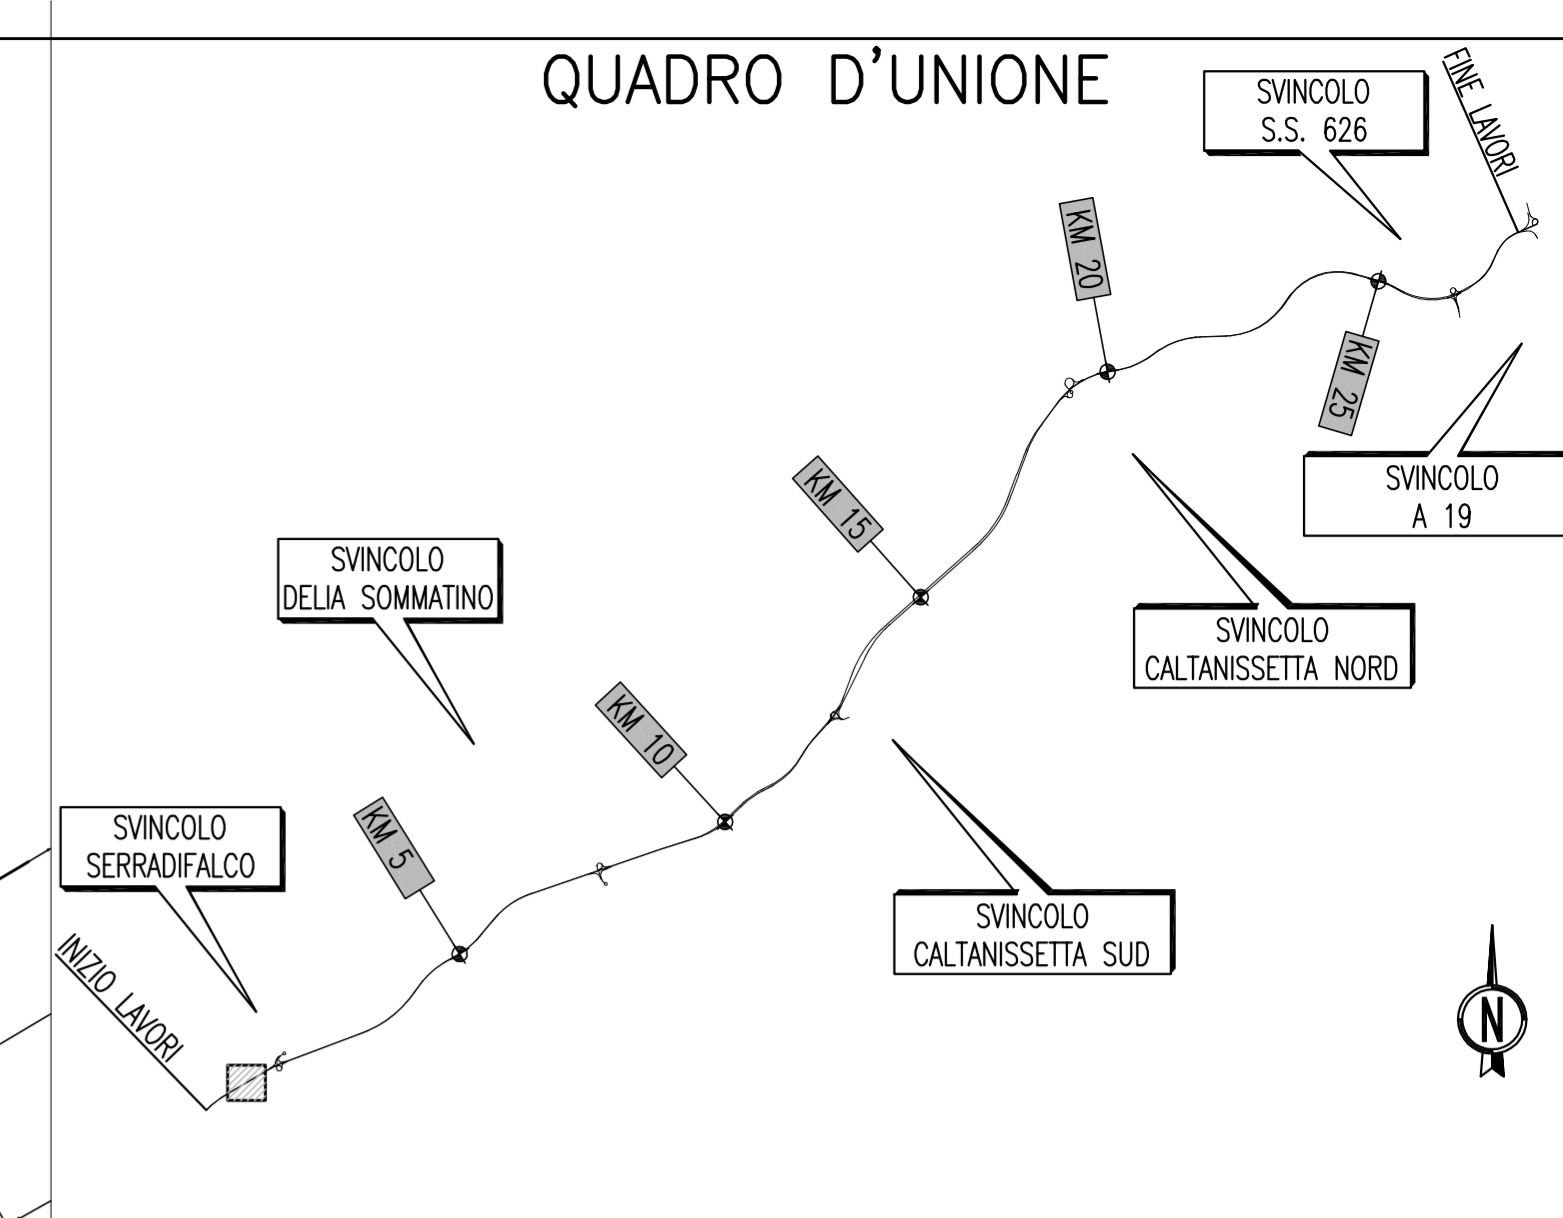 QUADRO D'UNIONE
SVINCOLO
S.S. 626
FINE LAVORI
KM 20
KM 25
SVINCOLO
A 19
KM 15
SVINCOLO
DELIA SOMMATINO
SVINCOLO
CALTANISSETTA NORD
KM 10
KM 5
SVINCOLO
SERRADIFALCO
SVINCOLO
CALTANISSETTA SUD
INIZIO LAVORI
N